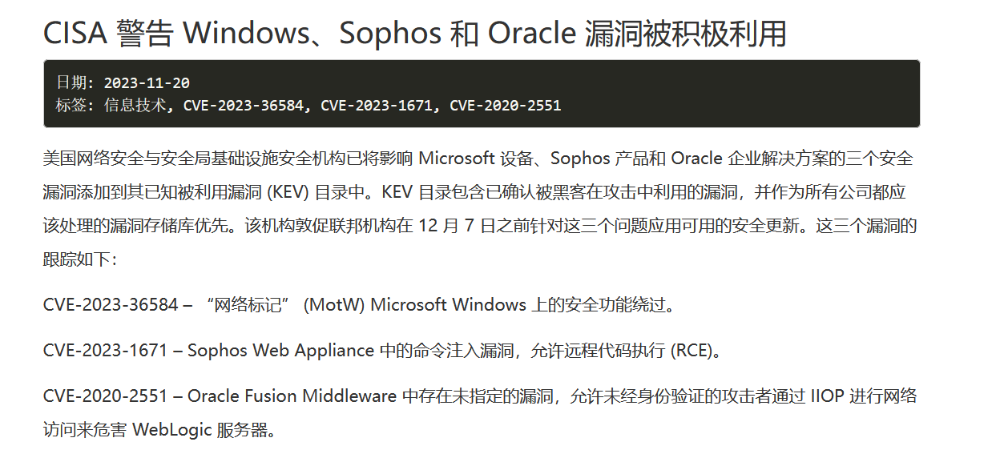 CISA 警告 Windows、Sophos 和 Oracle 漏洞被积极利用
日期: 2023-11-20
标签: 信息技术, CVE-2023-36584, CVE-2023-1671, CVE-2020-2551
美国网络安全与安全局基础设施安全机构已将影响 Microsoft 设备、Sophos 产品和 Oracle 企业解决方案的三个安全
漏洞添加到其已知被利用漏洞 (KEV) 目录中。KEV 目录包含已确认被黑客在攻击中利用的漏洞，并作为所有公司都应
该处理的漏洞存储库优先。该机构敦促联邦机构在 12 月 7 日之前针对这三个问题应用可用的安全更新。这三个漏洞的
跟踪如下：
CVE-2023-36584 – “网络标记” (MotW) Microsoft Windows 上的安全功能绕过。
CVE-2023-1671 – Sophos Web Appliance 中的命令注入漏洞，允许远程代码执行 (RCE)。
CVE-2020-2551 – Oracle Fusion Middleware 中存在未指定的漏洞，允许未经身份验证的攻击者通过 IIOP 进行网络
访问来危害 WebLogic 服务器。